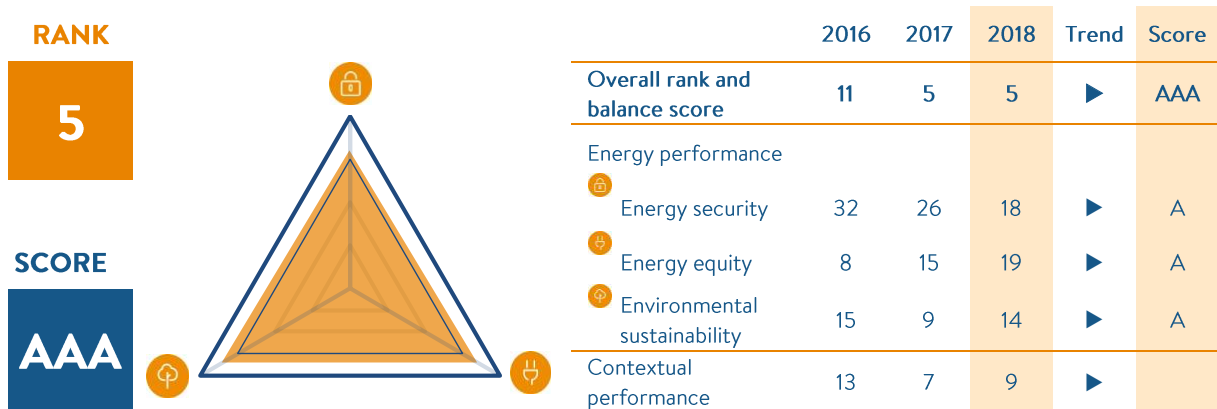 RANK
5
SCORE
AAA
2016 2017 2018 Trend Score
Overall rank and
balance score 11 5 5 ▶ AAA
Energy performance
Energy security 32 26 18 ▶ A
Energy equity 8 15 19 ▶ A
Environmental
sustainability 15 9 14 ▶ A
Contextual
performance 13 7 9 ▶